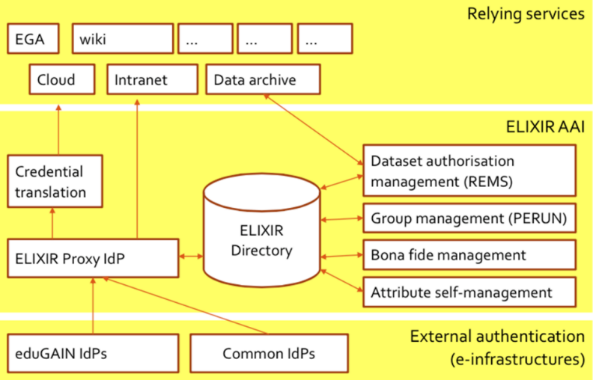 Relying services
EGA
wiki
...
...
...
Cloud
Intranet
Data archive
ELIXIR AAI
Credential
translation
Dataset authorisation
management (REMS)
ELIXIR
Directory
Group management (PERUN)
ELIXIR Proxy IdP
Bona fide management
Attribute self-management
External authentication
(e-infrastructures)
eduGAIN IdPs
Common IdPs